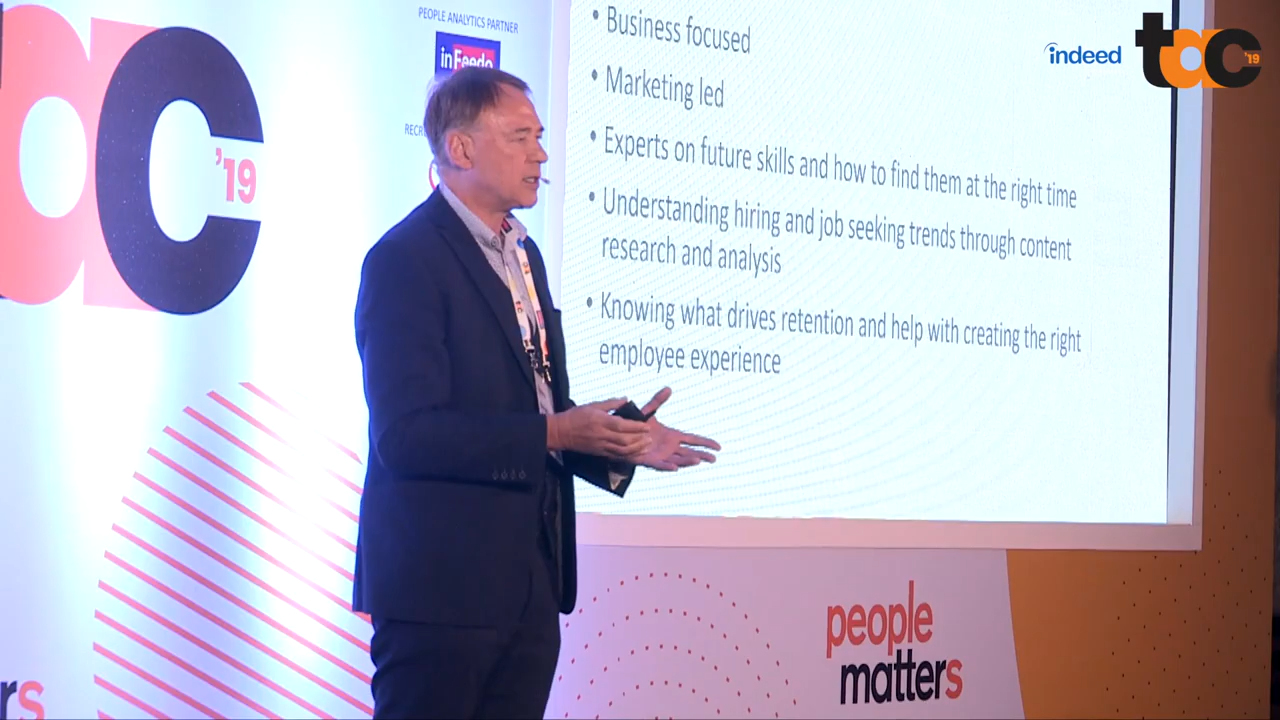 tac
'19
PEOPLE ANALYTICS PARTNER
inFeedo
• Business focused
• Marketing led
• Experts on future skills and how to find them at the right time
• Understanding hiring and job seeking trends through content
research and analysis
• Knowing what drives retention and help with creating the right
employee experience
indeed
tac
'19
people
matters